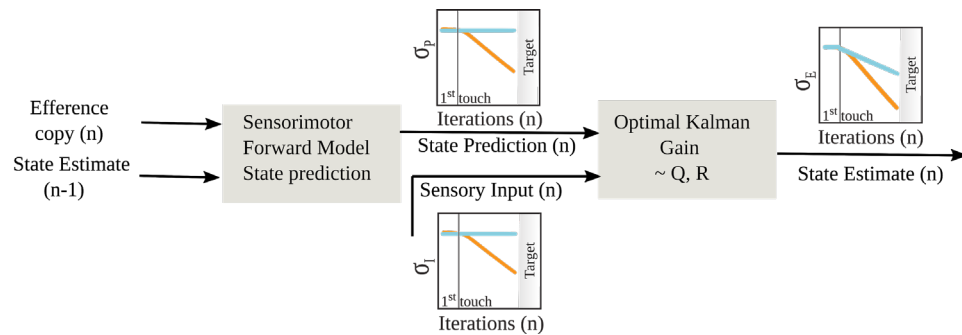 σp
Target
1st touch
Iterations (n)
Efference
copy (n)
State Estimate
(n-1)
Sensorimotor
Forward Model
State prediction
State Prediction (n)
Sensory Input (n)
σI
Target
1st touch
Iterations (n)
Optimal Kalman
Gain
~ Q, R
σE
Target
1st touch
Iterations (n)
State Estimate (n)